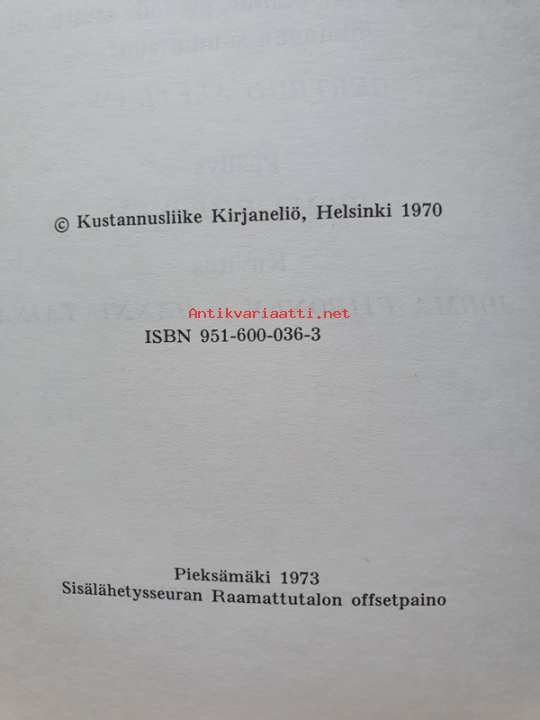 © Kustannusliike Kirjaneliö, Helsinki 1970
Antikvariaatti.net
ISBN 951-600-036-3
Pieksämäki 1973
Sisälähetysseuran Raamattutalon offsetpaino